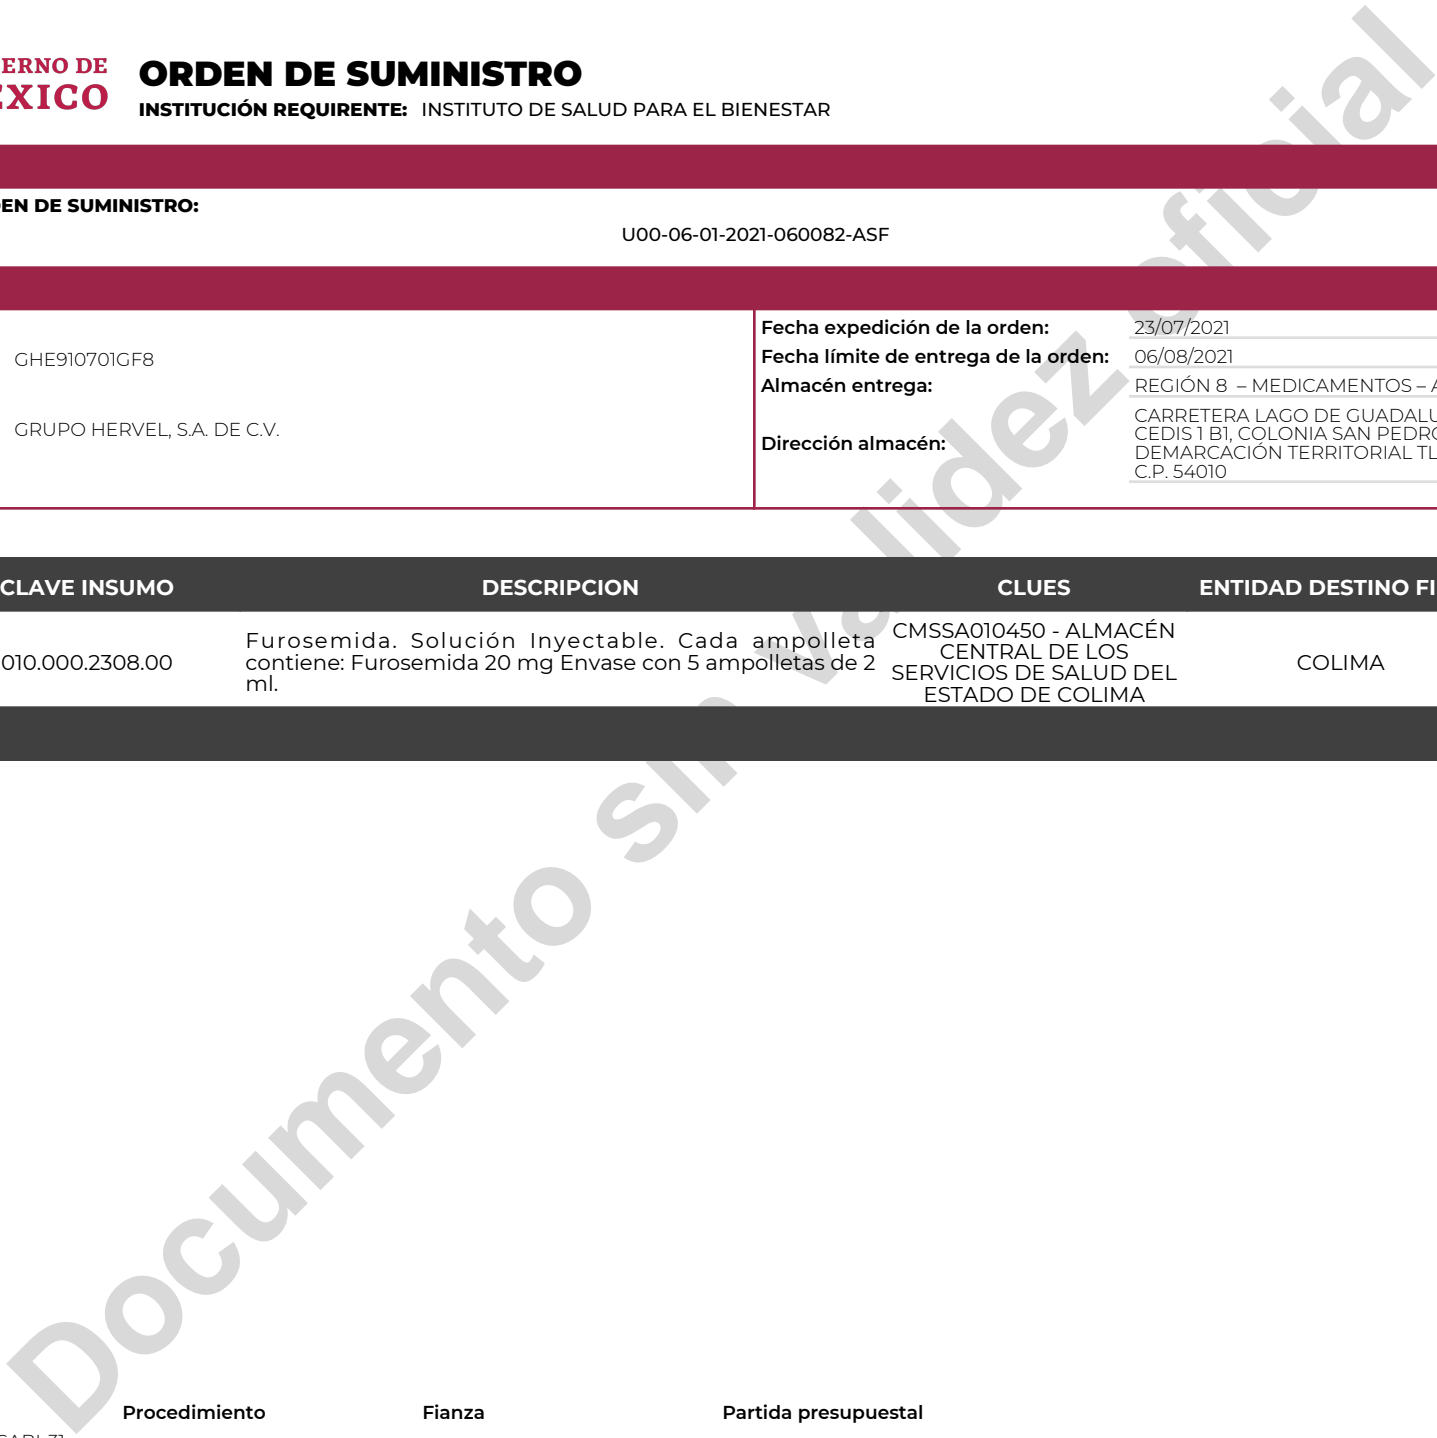 ERNO DE
ORDEN DE SUMINISTRO
INSTITUCIÓN REQUIRENTE: INSTITUTO DE SALUD PARA EL BIENESTAR
EN DE SUMINISTRO:
U00-06-01-2021-060082-ASF
GHE910701GF8
GRUPO HERVEL, S.A. DE C.V.
Fecha expedición de la orden: 23/07/2021
Fecha límite de entrega de la orden: 06/08/2021
Almacén entrega: REGIÓN 8 – MEDICAMENTOS – A
Dirección almacén:
CARRETERA LAGO DE GUADALU
CEDIS 1 B1, COLONIA SAN PEDRO
DEMARCACIÓN TERRITORIAL TL
C.P. 54010
CLAVE INSUMO DESCRIPCION CLUES ENTIDAD DESTINO FI
010.000.2308.00
Furosemida. Solución Inyectable. Cada ampolleta
contiene: Furosemida 20 mg Envase con 5 ampolletas de 2
ml.
CMSSA010450 - ALMACÉN
CENTRAL DE LOS
SERVICIOS DE SALUD DEL
ESTADO DE COLIMA
COLIMA
Documento sin validez oficial
Procedimiento Fianza Partida presupuestal